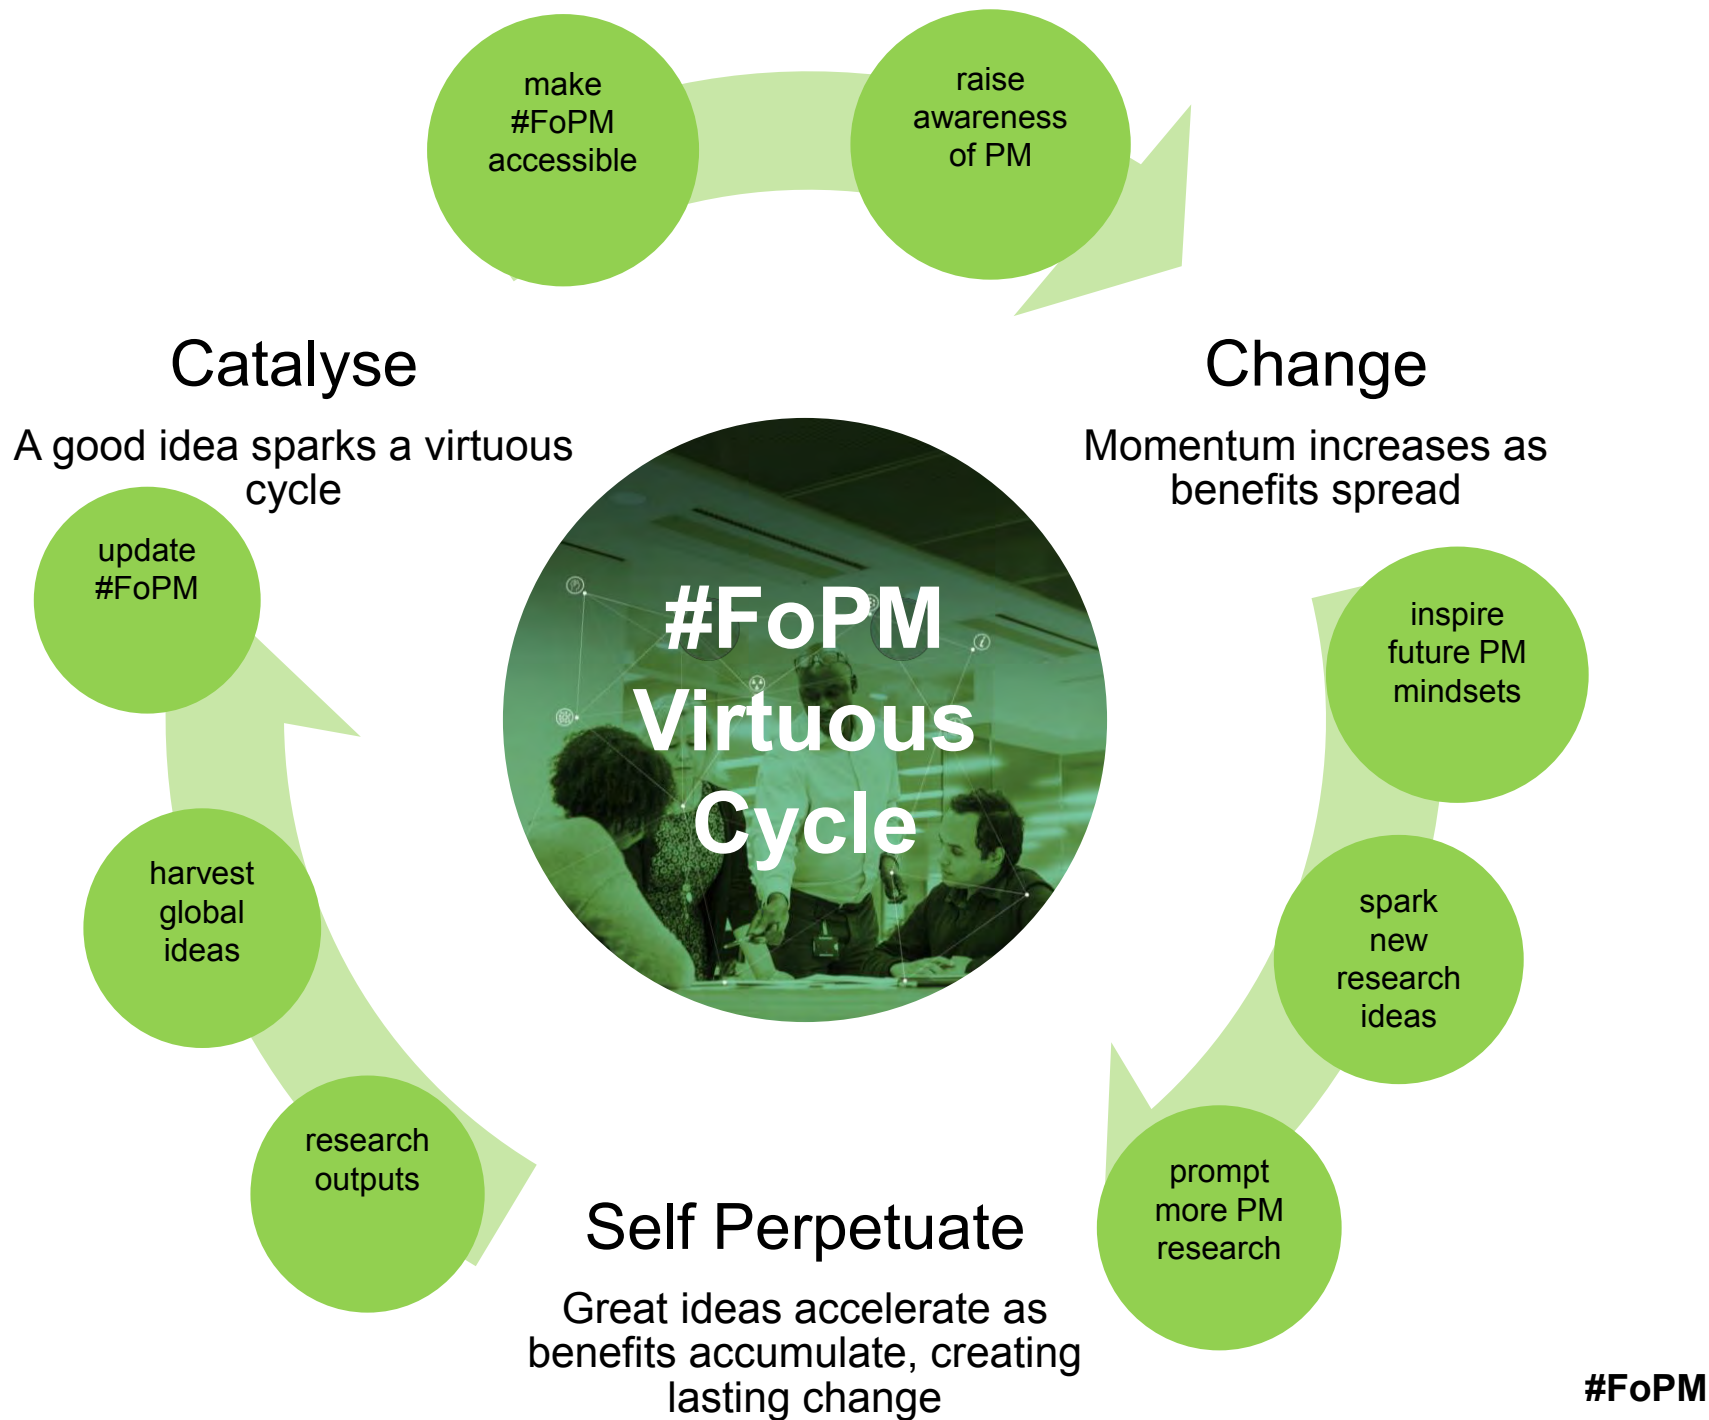 make
#FoPM
accessible
raise
awareness
of PM
Catalyse
A good idea sparks a virtuous
cycle
Change
Momentum increases as
benefits spread
update
#FoPM
#FoPM
Virtuous
Cycle
inspire
future PM
mindsets
harvest
global
ideas
spark
new
research
ideas
research
outputs
prompt
more PM
research
Self Perpetuate
Great ideas accelerate as
benefits accumulate, creating
lasting change
#FoPM